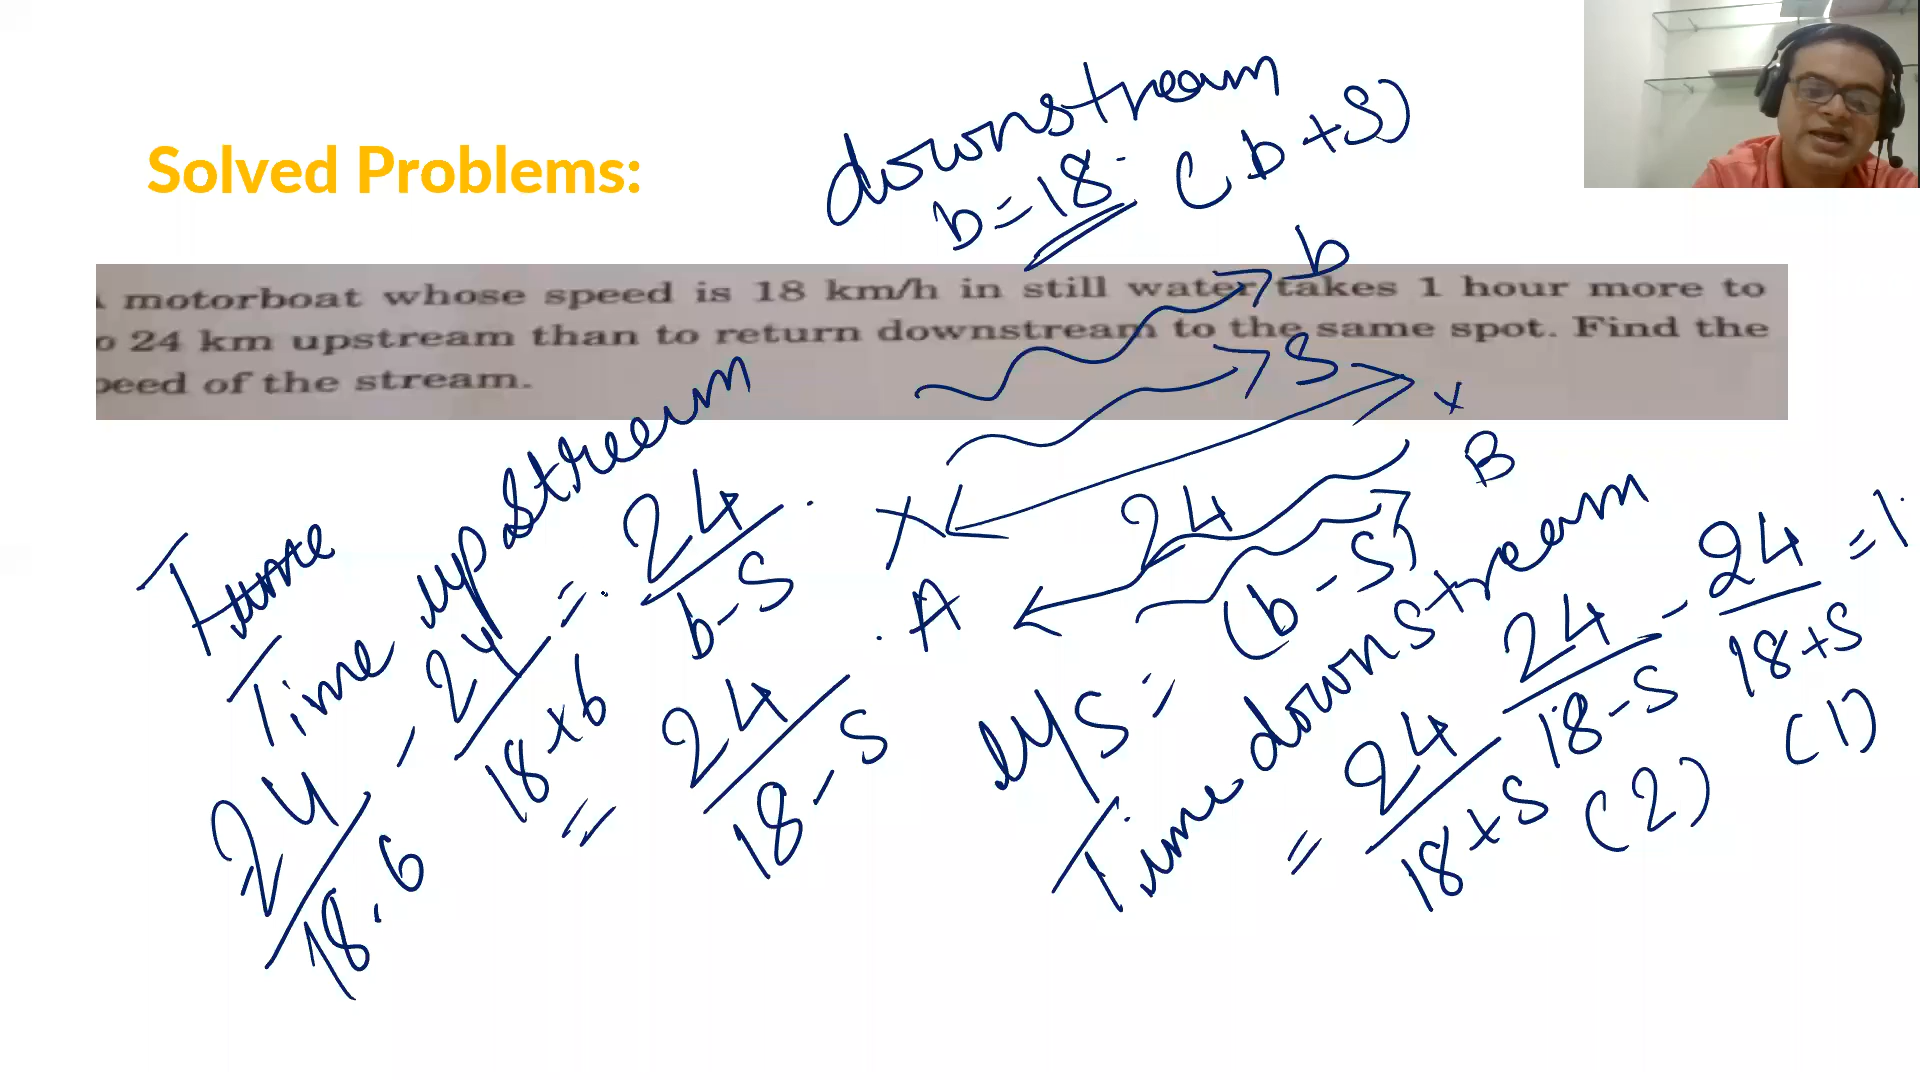 Solved Problems:
downstream
b=18 (b+S)
b
motorboat whose speed is 18 km/h in still water takes 1 hour more to
o 24 km upstream than to return downstream to the same spot. Find the
peed of the stream.
S
x
B
X
24
A
(b-S)
Time
Time upstream = 24/b-S
= 24/18-S
24/18-6 - 24/18+6
Time downstream
= 24/18+S
24/18-S - 24/18+S = 1
(2) (1)